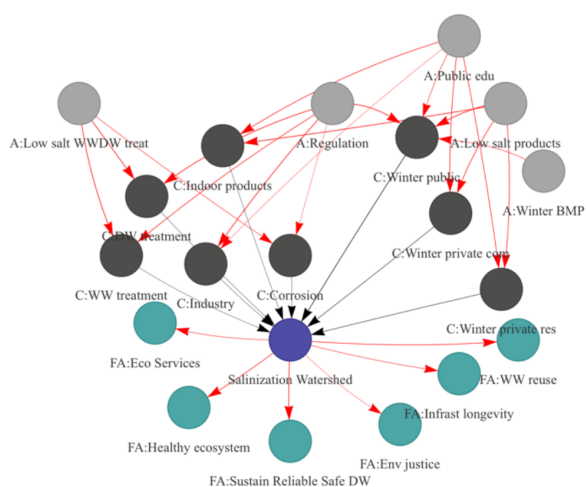 A:Public edu
A:Low salt WWDW treat
A:Regulation
A:Low salt products
C:Indoor products
C:Winter public
A:Winter BMP
C:DW treatment
C:Winter private com
C:WW treatment
C:Industry
C:Corrosion
C:Winter private res
FA:Eco Services
Salinization Watershed
FA:WW reuse
FA:Infrast longevity
FA:Healthy ecosystem
FA:Env justice
FA:Sustain Reliable Safe DW